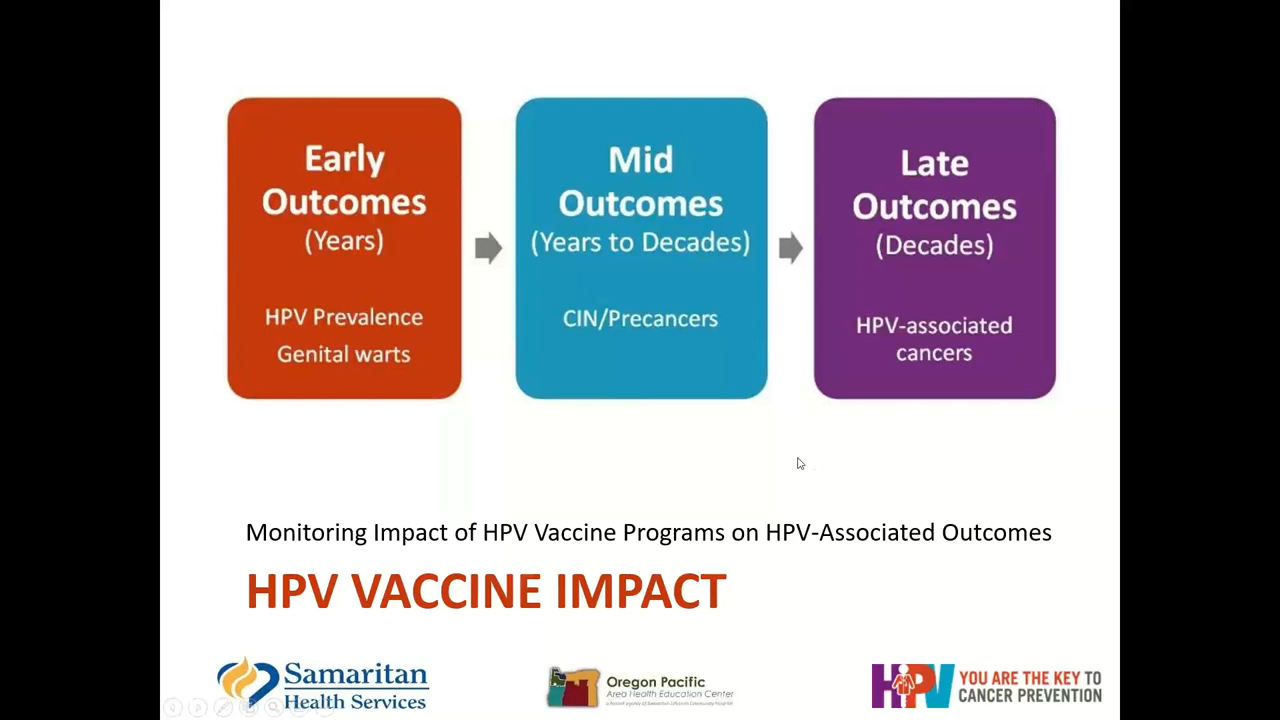 Early
Outcomes
(Years)
HPV Prevalence
Genital warts
Mid
Outcomes
(Years to Decades)
CIN/Precancers
Late
Outcomes
(Decades)
HPV-associated
cancers
Monitoring Impact of HPV Vaccine Programs on HPV-Associated Outcomes
HPV VACCINE IMPACT
Samaritan
Health Services
Oregon Pacific
Area Health Education Center
HPV
YOU ARE THE KEY TO
CANCER PREVENTION